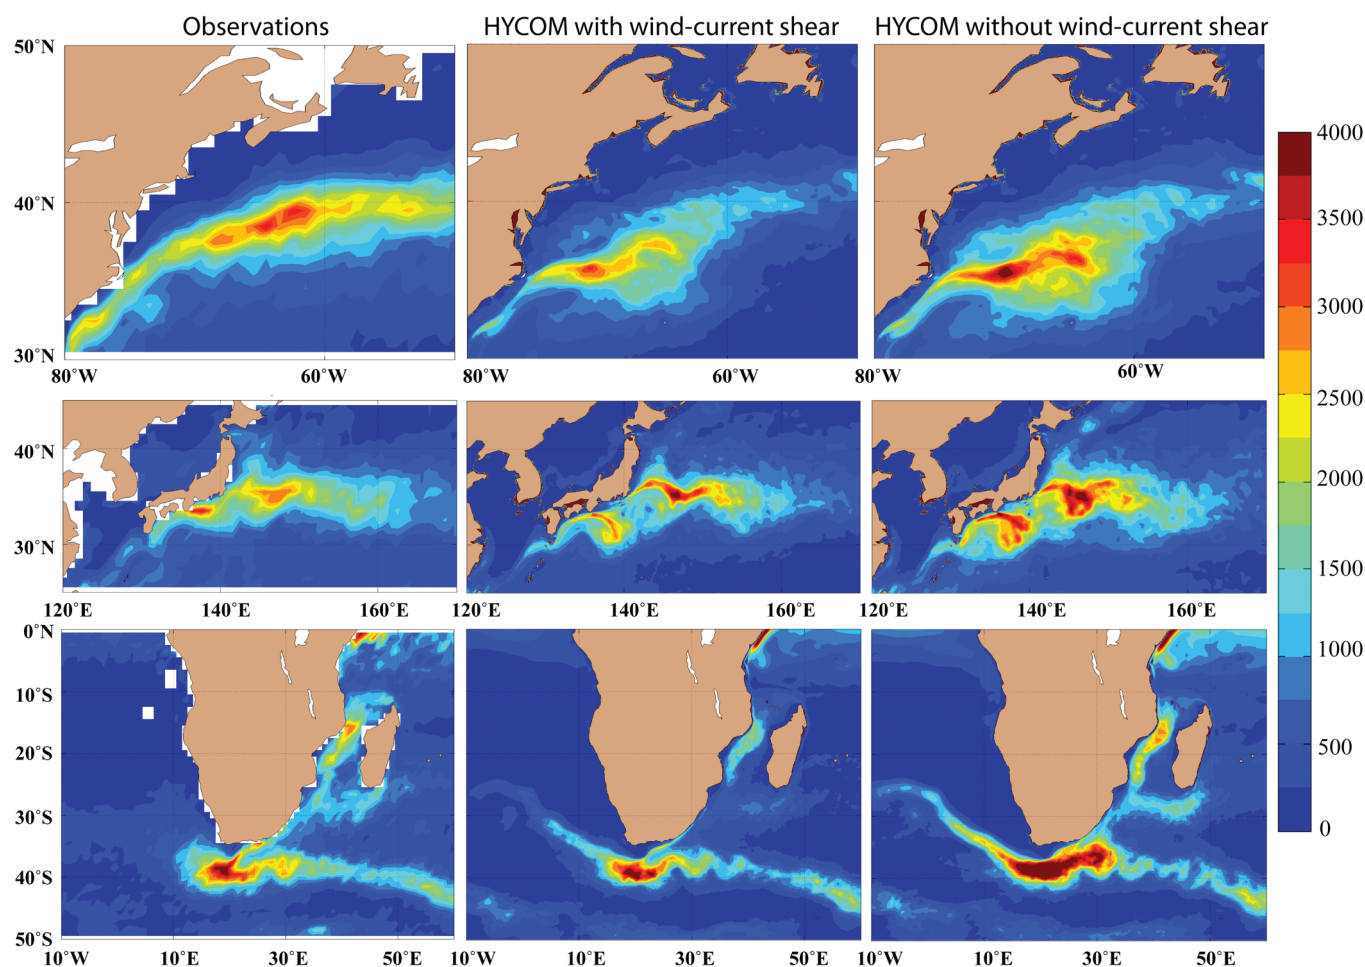 Observations HYCOM with wind-current shear HYCOM without wind-current shear
50˚N
40˚N
30˚N
80˚W 60˚W 80˚W 60˚W 80˚W 60˚W
4000
3500
3000
2500
2000
1500
1000
500
0
40˚N
30˚N
120˚E 140˚E 160˚E 120˚E 140˚E 160˚E 120˚E 140˚E 160˚E
0˚N
10˚S
20˚S
30˚S
40˚S
50˚S
10˚W 10˚E 30˚E 50˚E 10˚W 10˚E 30˚E 50˚E 10˚W 10˚E 30˚E 50˚E